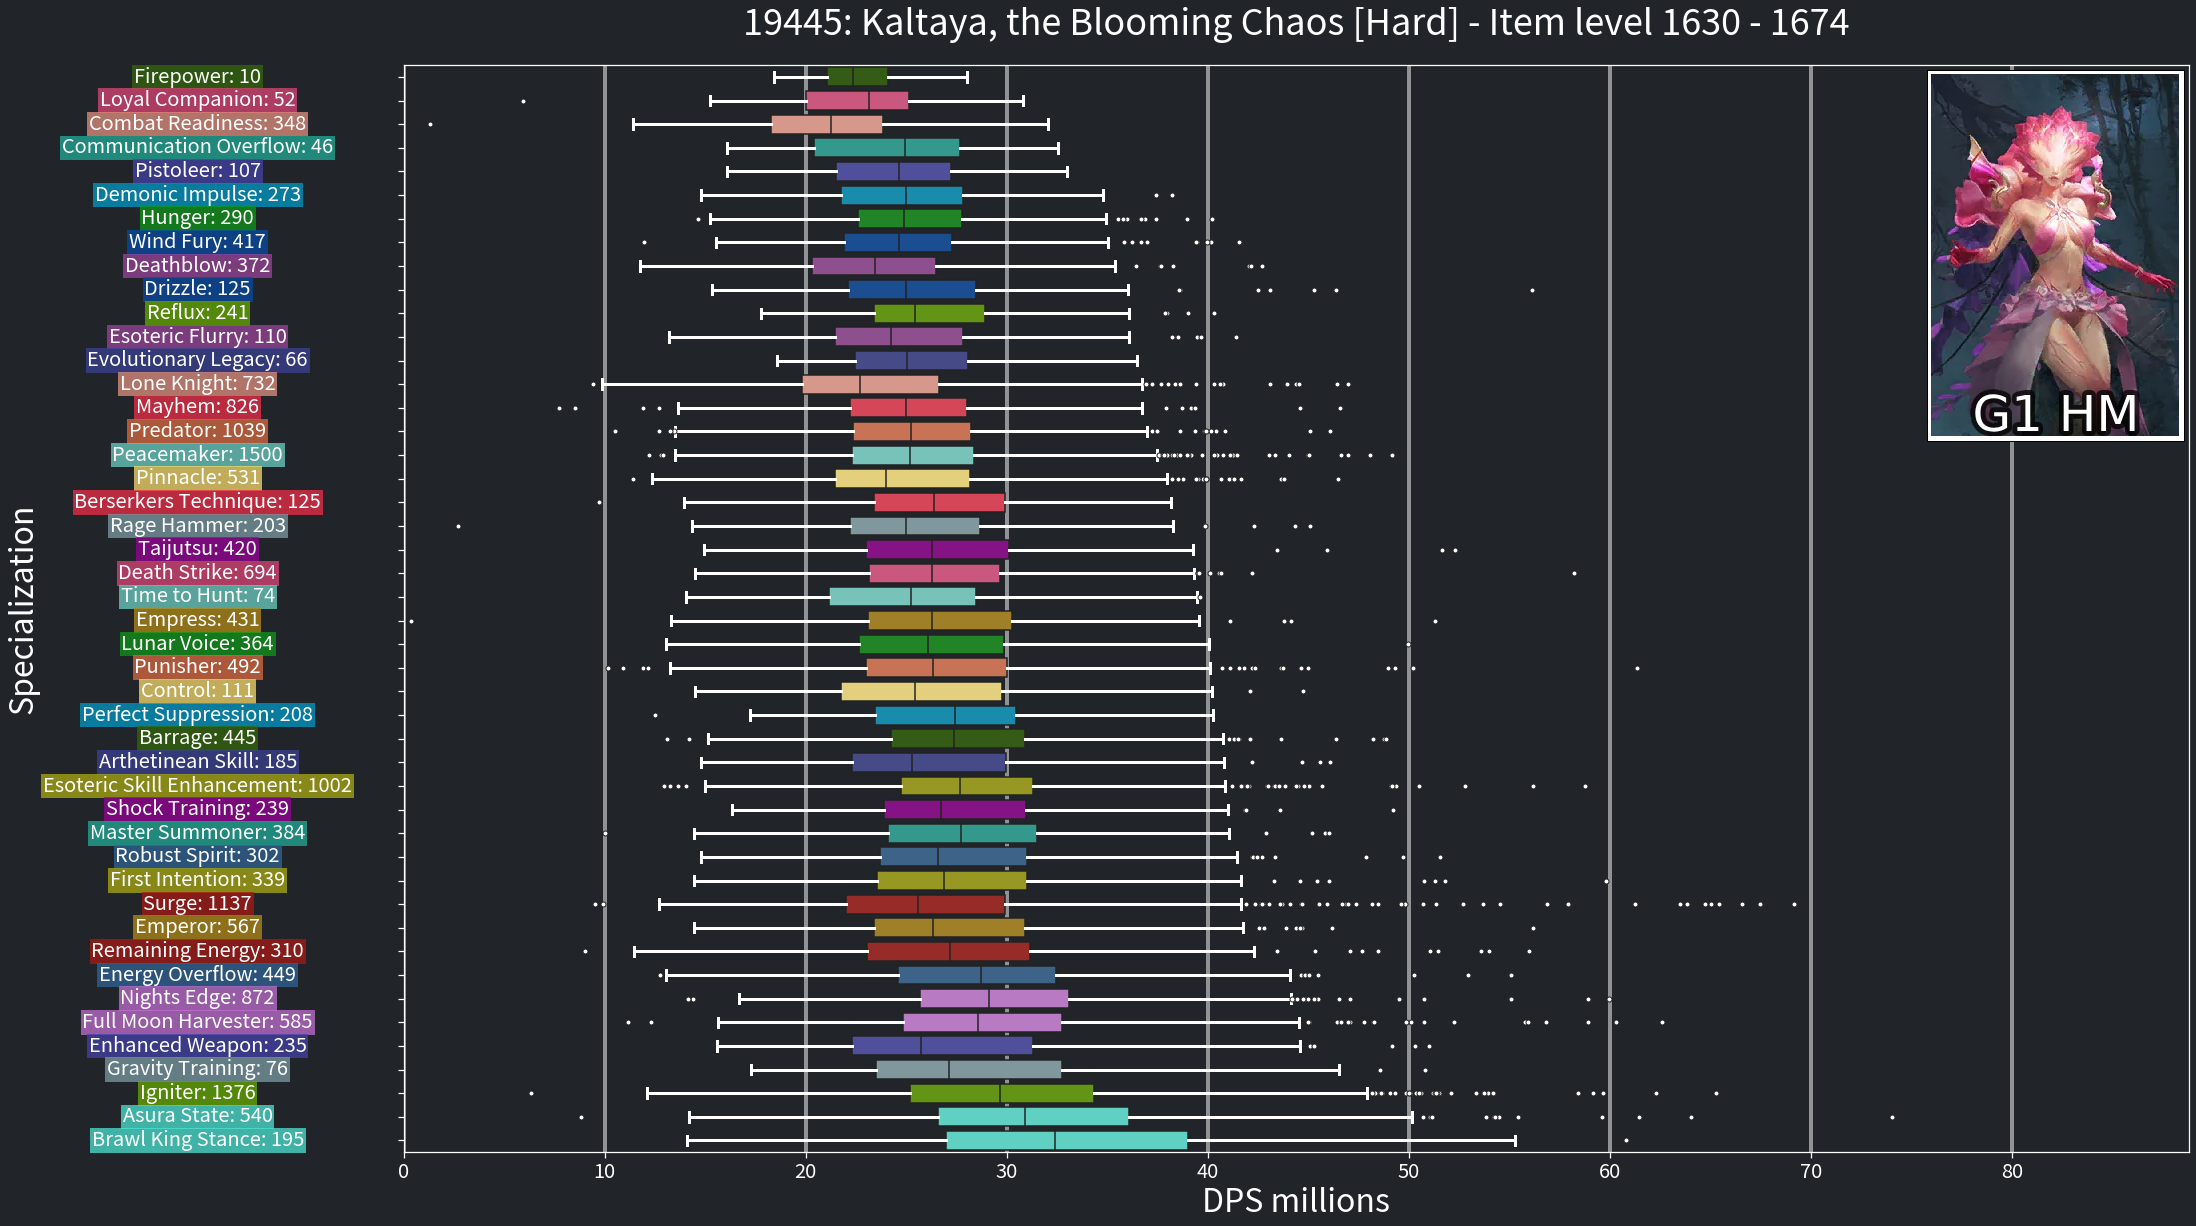 19445: Kaltaya, the Blooming Chaos [Hard] - Item level 1630 - 1674
Firepower: 10
Loyal Companion: 52
Combat Readiness: 348
Communication Overflow: 46
Pistoleer: 107
Demonic Impulse: 273
Hunger: 290
Wind Fury: 417
Deathblow: 372
Drizzle: 125
Reflux: 241
Esoteric Flurry: 110
Evolutionary Legacy: 66
Lone Knight: 732
Mayhem: 826
Predator: 1039
Peacemaker: 1500
Pinnacle: 531
Berserkers Technique: 125
Rage Hammer: 203
Taijutsu: 420
Death Strike: 694
Time to Hunt: 74
Empress: 431
Lunar Voice: 364
Punisher: 492
Control: 111
Perfect Suppression: 208
Barrage: 445
Arthetinean Skill: 185
Esoteric Skill Enhancement: 1002
Shock Training: 239
Master Summoner: 384
Robust Spirit: 302
First Intention: 339
Surge: 1137
Emperor: 567
Remaining Energy: 310
Energy Overflow: 449
Nights Edge: 872
Full Moon Harvester: 585
Enhanced Weapon: 235
Gravity Training: 76
Igniter: 1376
Asura State: 540
Brawl King Stance: 195
Specialization
G1 HM
0 10 20 30 40 50 60 70 80
DPS millions